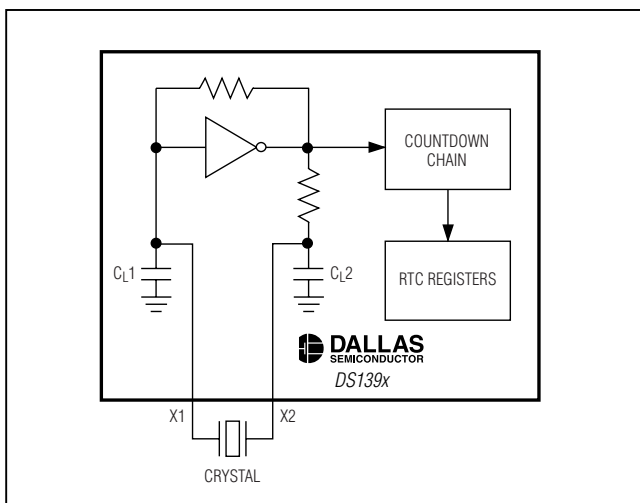 COUNTDOWN
CHAIN
CL1
CL2
RTC REGISTERS
DALLAS
SEMICONDUCTOR
DS139x
X1
X2
CRYSTAL